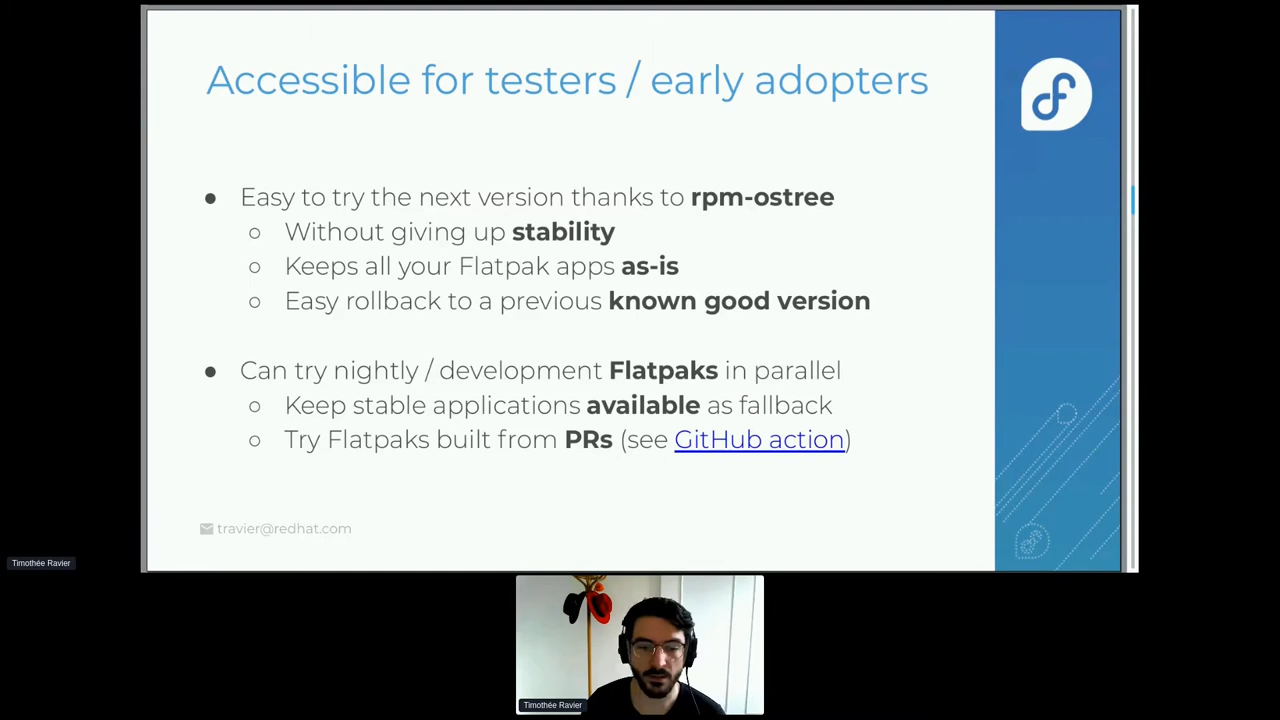 Accessible for testers / early adopters
● Easy to try the next version thanks to rpm-ostree
○ Without giving up stability
○ Keeps all your Flatpak apps as-is
○ Easy rollback to a previous known good version
● Can try nightly / development Flatpaks in parallel
○ Keep stable applications available as fallback
○ Try Flatpaks built from PRs (see GitHub action)
travier@redhat.com
Timothée Ravier
Timothée Ravier